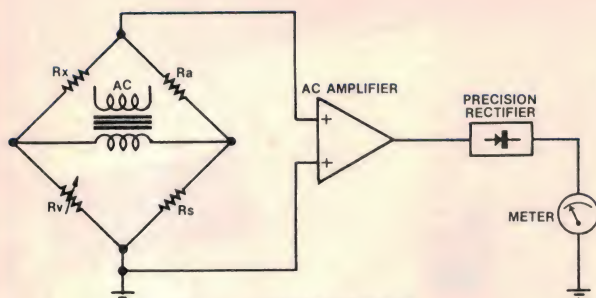 Rx
AC
Ra
Rv
Rs
AC AMPLIFIER
+
+
PRECISION
RECTIFIER
METER